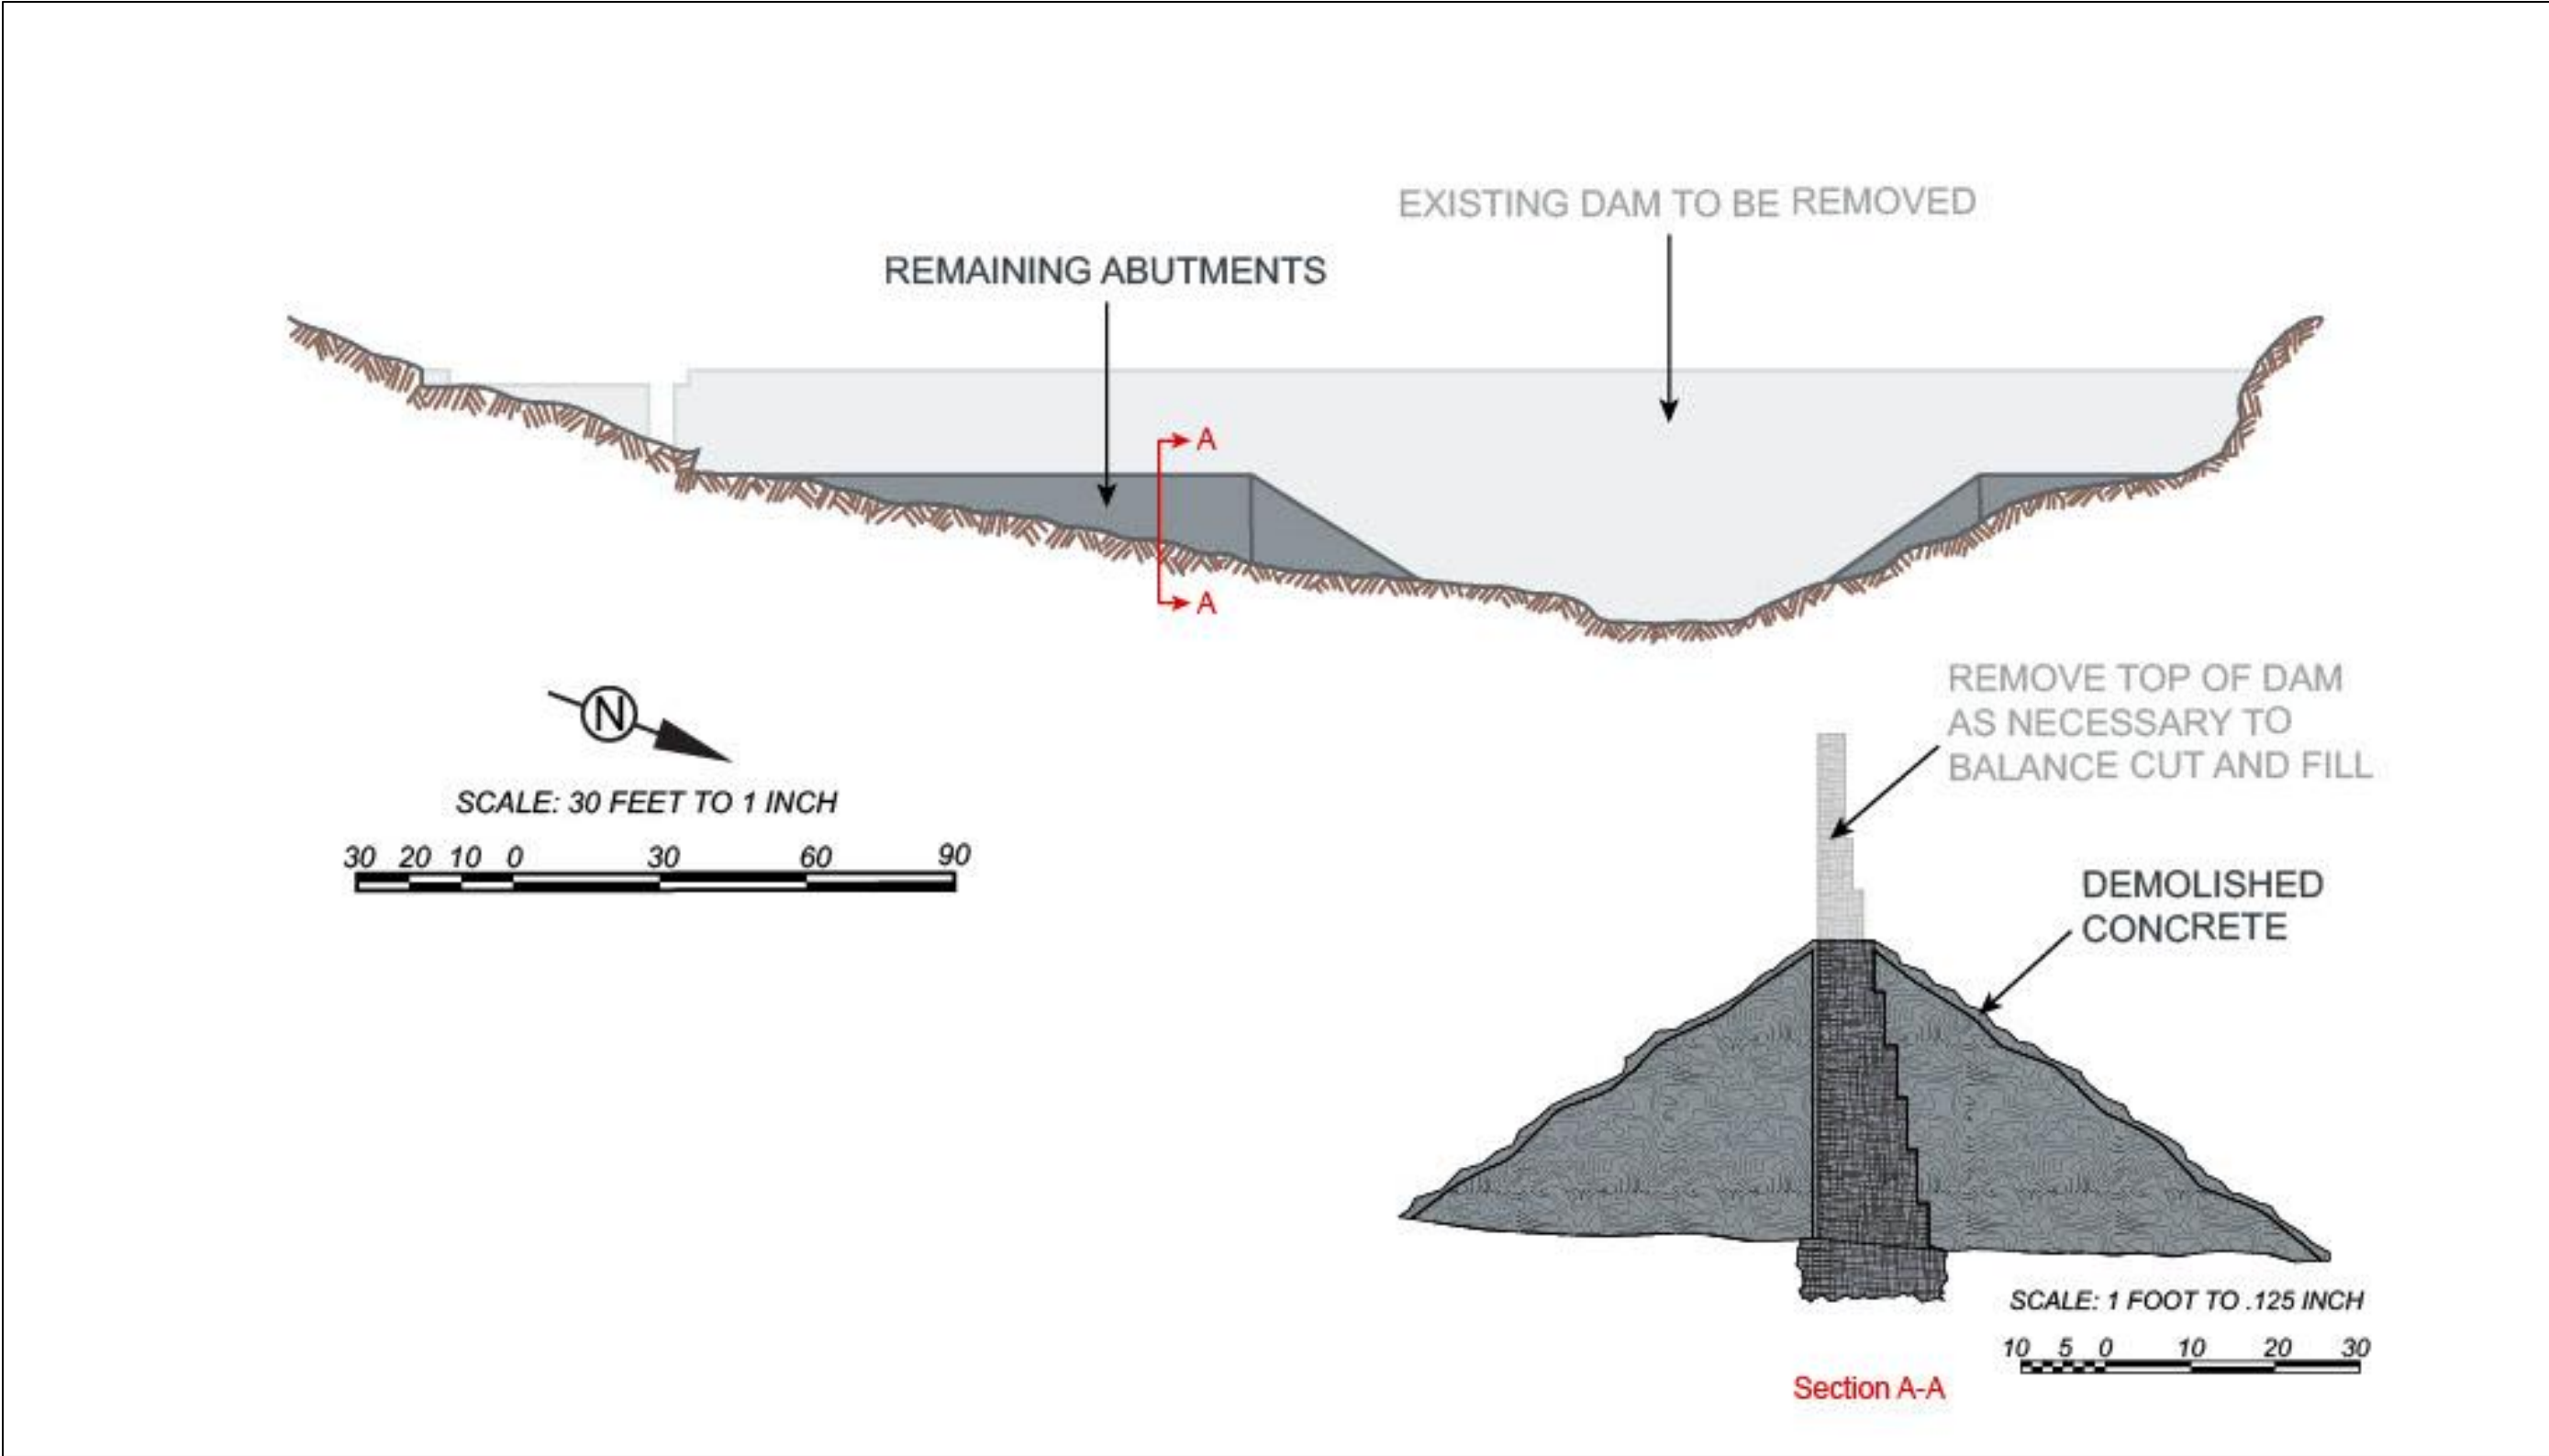 EXISTING DAM TO BE REMOVED
REMAINING ABUTMENTS
A
A
N
SCALE: 30 FEET TO 1 INCH
30 20 10 0 30 60 90
REMOVE TOP OF DAM
AS NECESSARY TO
BALANCE CUT AND FILL
DEMOLISHED
CONCRETE
SCALE: 1 FOOT TO .125 INCH
10 5 0 10 20 30
Section A-A